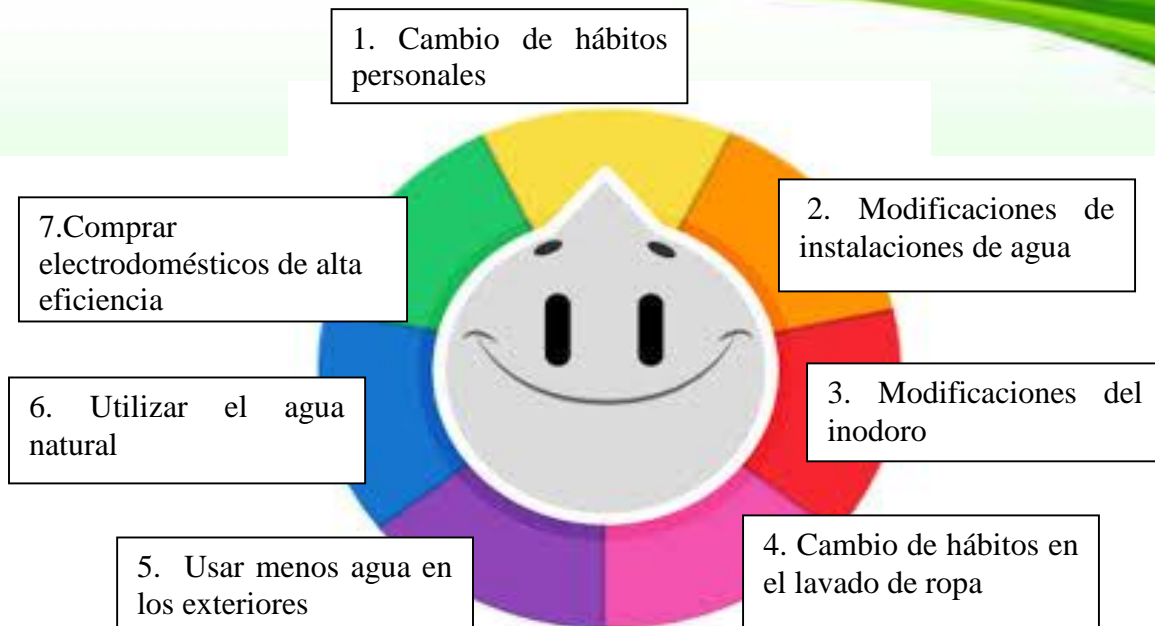 1. Cambio de hábitos
personales
2. Modificaciones de
instalaciones de agua
3. Modificaciones del
inodoro
4. Cambio de hábitos en
el lavado de ropa
5. Usar menos agua en
los exteriores
6. Utilizar el agua
natural
7.Comprar
electrodomésticos de alta
eficiencia